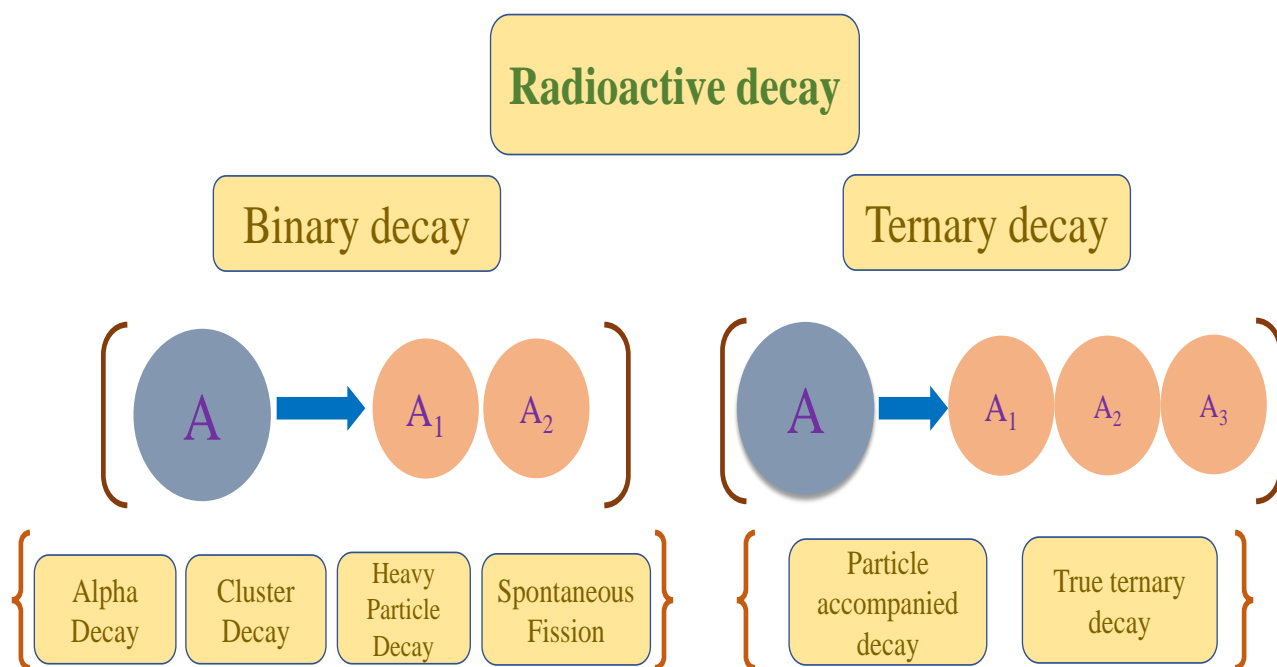 Radioactive decay
Binary decay
Ternary decay
A
A₁
A₂
A
A₁
A₂
A₃
Alpha
Decay
Cluster
Decay
Heavy
Particle
Decay
Spontaneous
Fission
Particle
accompanied
decay
True ternary
decay